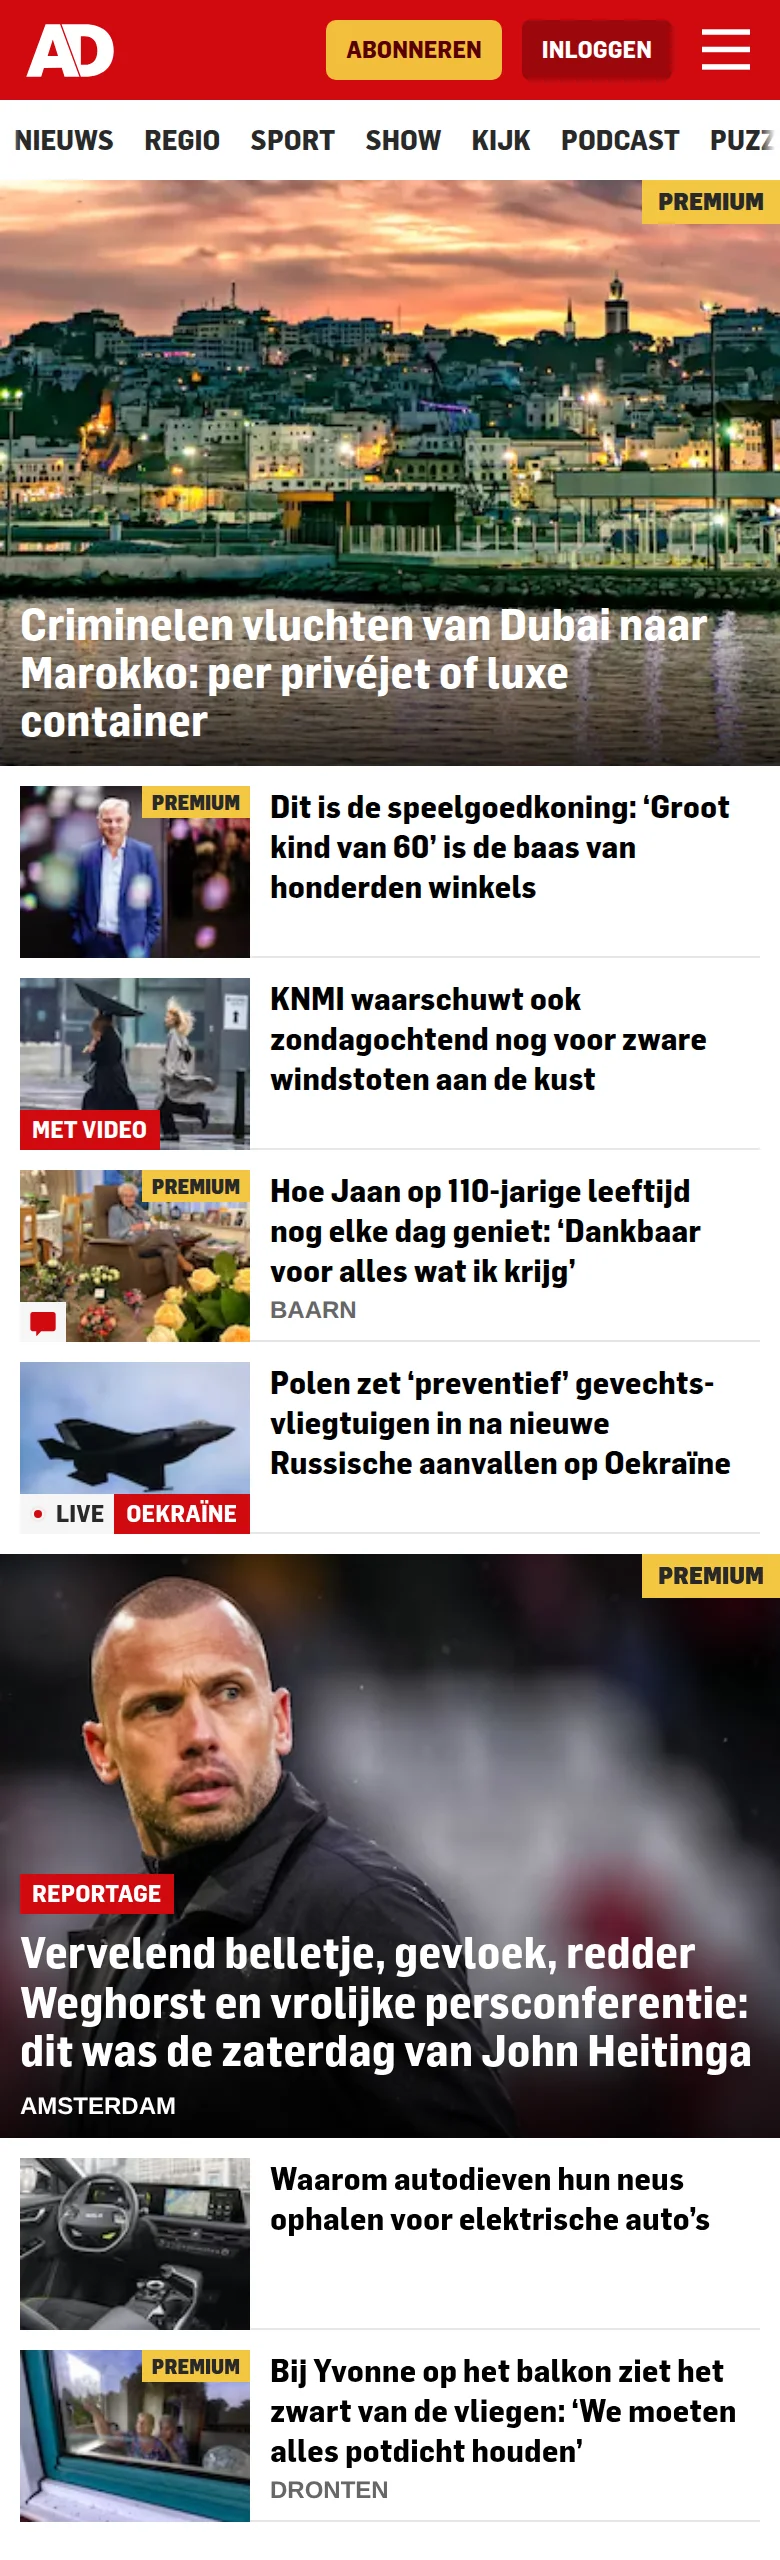 AD
ABONNEREN
INLOGGEN
NIEUWS REGIO SPORT SHOW KIJK PODCAST PUZZ
PREMIUM
Criminelen vluchten van Dubai naar
Marokko: per privéjet of luxe
container
PREMIUM
Dit is de speelgoedkoning: ‘Groot
kind van 60’ is de baas van
honderden winkels
KNMI waarschuwt ook
zondagochtend nog voor zware
windstoten aan de kust
MET VIDEO
PREMIUM
Hoe Jaan op 110-jarige leeftijd
nog elke dag geniet: ‘Dankbaar
voor alles wat ik krijg’
BAARN
Polen zet ‘preventief’ gevechts-
vliegtuigen in na nieuwe
Russische aanvallen op Oekraïne
LIVE OEKRAÏNE
PREMIUM
REPORTAGE
Vervelend belletje, gevloek, redder
Weghorst en vrolijke persconferentie:
dit was de zaterdag van John Heitinga
AMSTERDAM
Waarom autodieven hun neus
ophalen voor elektrische auto’s
PREMIUM
Bij Yvonne op het balkon ziet het
zwart van de vliegen: ‘We moeten
alles potdicht houden’
DRONTEN